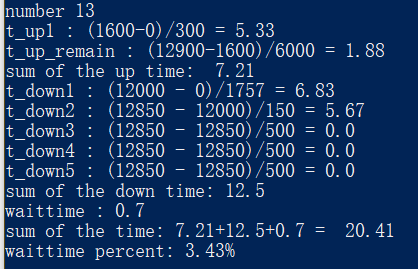 number 13
t_up1 : (1600-0)/300 = 5.33
t_up_remain : (12900-1600)/6000 = 1.88
sum of the up time:  7.21
t_down1 : (12000 - 0)/1757 = 6.83
t_down2 : (12850 - 12000)/150 = 5.67
t_down3 : (12850 - 12850)/500 = 0.0
t_down4 : (12850 - 12850)/500 = 0.0
t_down5 : (12850 - 12850)/500 = 0.0
sum of the down time: 12.5
waittime : 0.7
sum of the time: 7.21+12.5+0.7 =  20.41
waittime percent: 3.43%